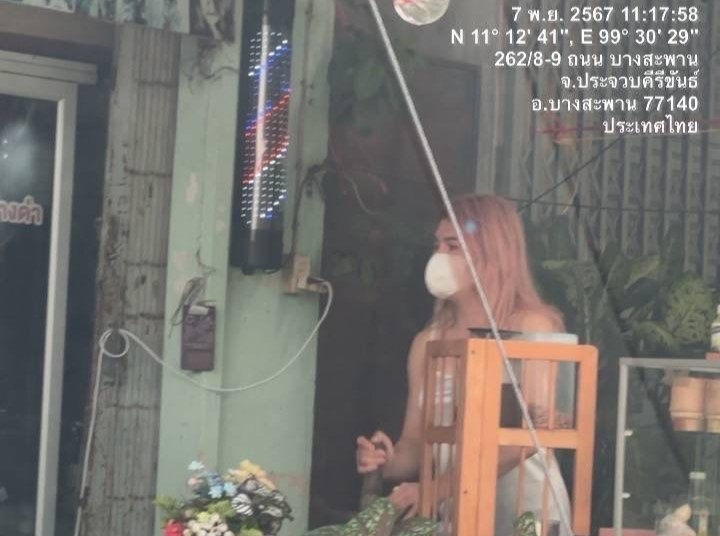 7 พ.ย. 2567 11:17:58
N 11° 12' 41", E 99° 30' 29"
262/8-9 ถนน บางสะพาน
จ.ประจวบคีรีขันธ์
อ.บางสะพาน 77140
ประเทศไทย